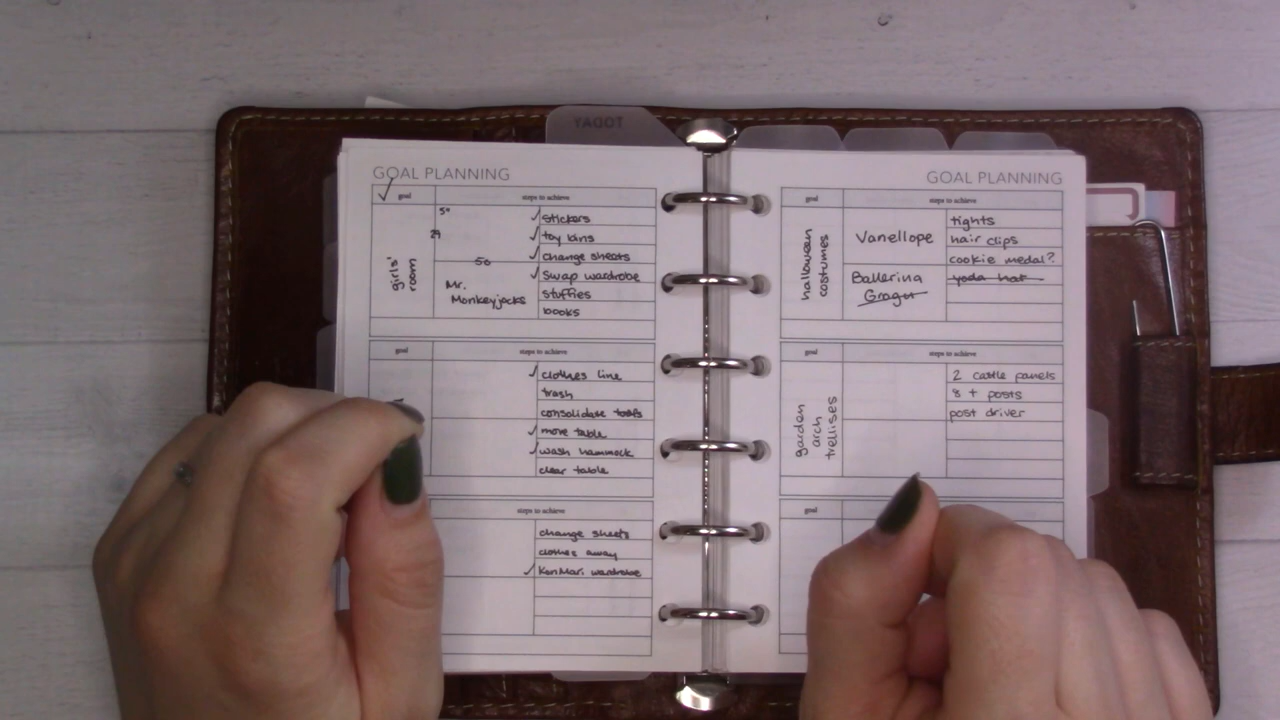 TODAY
GOAL PLANNING
goal
steps to achieve
girls'
room
5"
29
50
Mr.
Monkeyjocks
stickers
toy bins
change sheets
swap wardrobe
stuffies
books
goal
steps to achieve
clothes line
trash
consolidate
move table
wash hammock
clear table
steps to achieve
change sheets
clothes away
KonMari wardrobe
GOAL PLANNING
goal
steps to achieve
halloween
costumes
Vanellope
Ballerina
tights
hair clips
cookie medal?
yoda hat
goal
steps to achieve
garden
arch
trellises
2 castle panels
8 + posts
post driver
goal